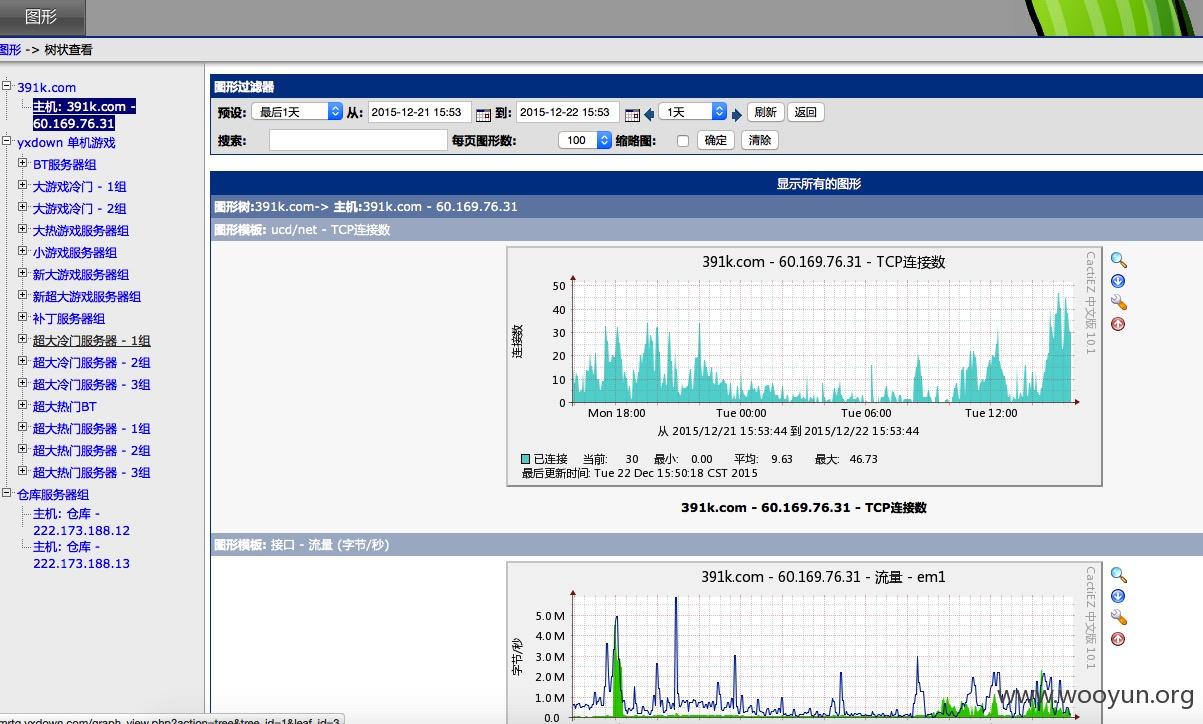 图形
图形 -> 树状查看
391k.com
主机: 391k.com -
60.169.76.31
yxdown 单机游戏
BT服务器组
大游戏冷门 - 1组
大游戏冷门 - 2组
大热游戏服务器组
小游戏服务器组
新大游戏服务器组
新超大游戏服务器组
补丁服务器组
超大冷门服务器 - 1组
超大冷门服务器 - 2组
超大冷门服务器 - 3组
超大热门BT
超大热门服务器 - 1组
超大热门服务器 - 2组
超大热门服务器 - 3组
仓库服务器组
主机: 仓库 -
222.173.188.12
主机: 仓库 -
222.173.188.13
图形过滤器
预设: 最后1天 从: 2015-12-21 15:53 到: 2015-12-22 15:53 1天 刷新 返回
搜索: 每页图形数: 100 缩略图: 确定 清除
显示所有的图形
图形树:391k.com-> 主机:391k.com - 60.169.76.31
图形模板: ucd/net - TCP连接数
391k.com - 60.169.76.31 - TCP连接数
CactiEZ 中文版 10.1
连接数
50
40
30
20
10
0
Mon 18:00 Tue 00:00 Tue 06:00 Tue 12:00
从 2015/12/21 15:53:44 到 2015/12/22 15:53:44
已连接 当前: 30 最小: 0.00 平均: 9.63 最大: 46.73
最后更新时间: Tue 22 Dec 15:50:18 CST 2015
391k.com - 60.169.76.31 - TCP连接数
图形模板: 接口 - 流量 (字节/秒)
391k.com - 60.169.76.31 - 流量 - em1
CactiEZ 中文版 10.1
字节/秒
5.0 M
4.0 M
3.0 M
2.0 M
1.0 M
0.0
www.wooyun.org
mrtg.yxdown.com/graph_view.php?action=tree&tree_id=1&leaf_id=3